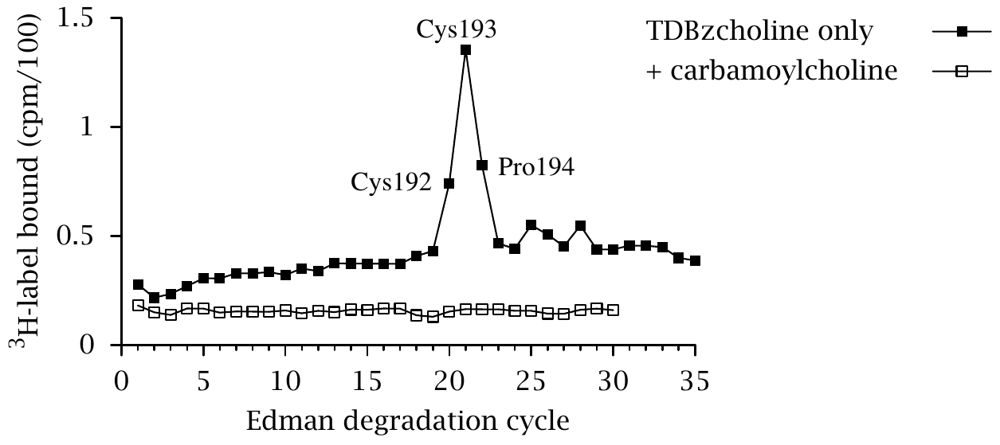 1.5
Cys193
TDBzcholine only
+ carbamoylcholine
1
Cys192
Pro194
0.5
0
³H-label bound (cpm/100)
0 5 10 15 20 25 30 35
Edman degradation cycle